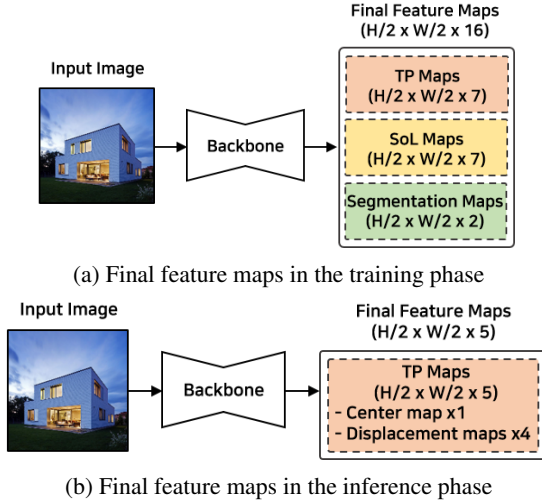 Final Feature Maps
(H/2 x W/2 x 16)
Input Image
TP Maps
(H/2 x W/2 x 7)
Backbone
SoL Maps
(H/2 x W/2 x 7)
Segmentation Maps
(H/2 x W/2 x 2)
(a) Final feature maps in the training phase
Input Image
Final Feature Maps
(H/2 x W/2 x 5)
Backbone
TP Maps
(H/2 x W/2 x 5)
- Center map x1
- Displacement maps x4
(b) Final feature maps in the inference phase